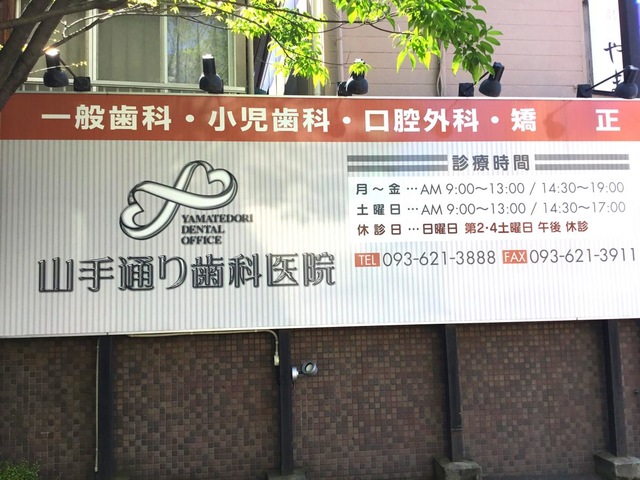 一般歯科・小児歯科・口腔外科・矯 正
診療時間
月～金…AM 9:00～13:00 / 14:30～19:00
土曜日…AM 9:00～13:00 / 14:30～17:00
休診日…日曜日 第2・4土曜日 午後 休診
TEL 093-621-3888 FAX 093-621-3911
YAMATEDORI
DENTAL
OFFICE
山手通り歯科医院